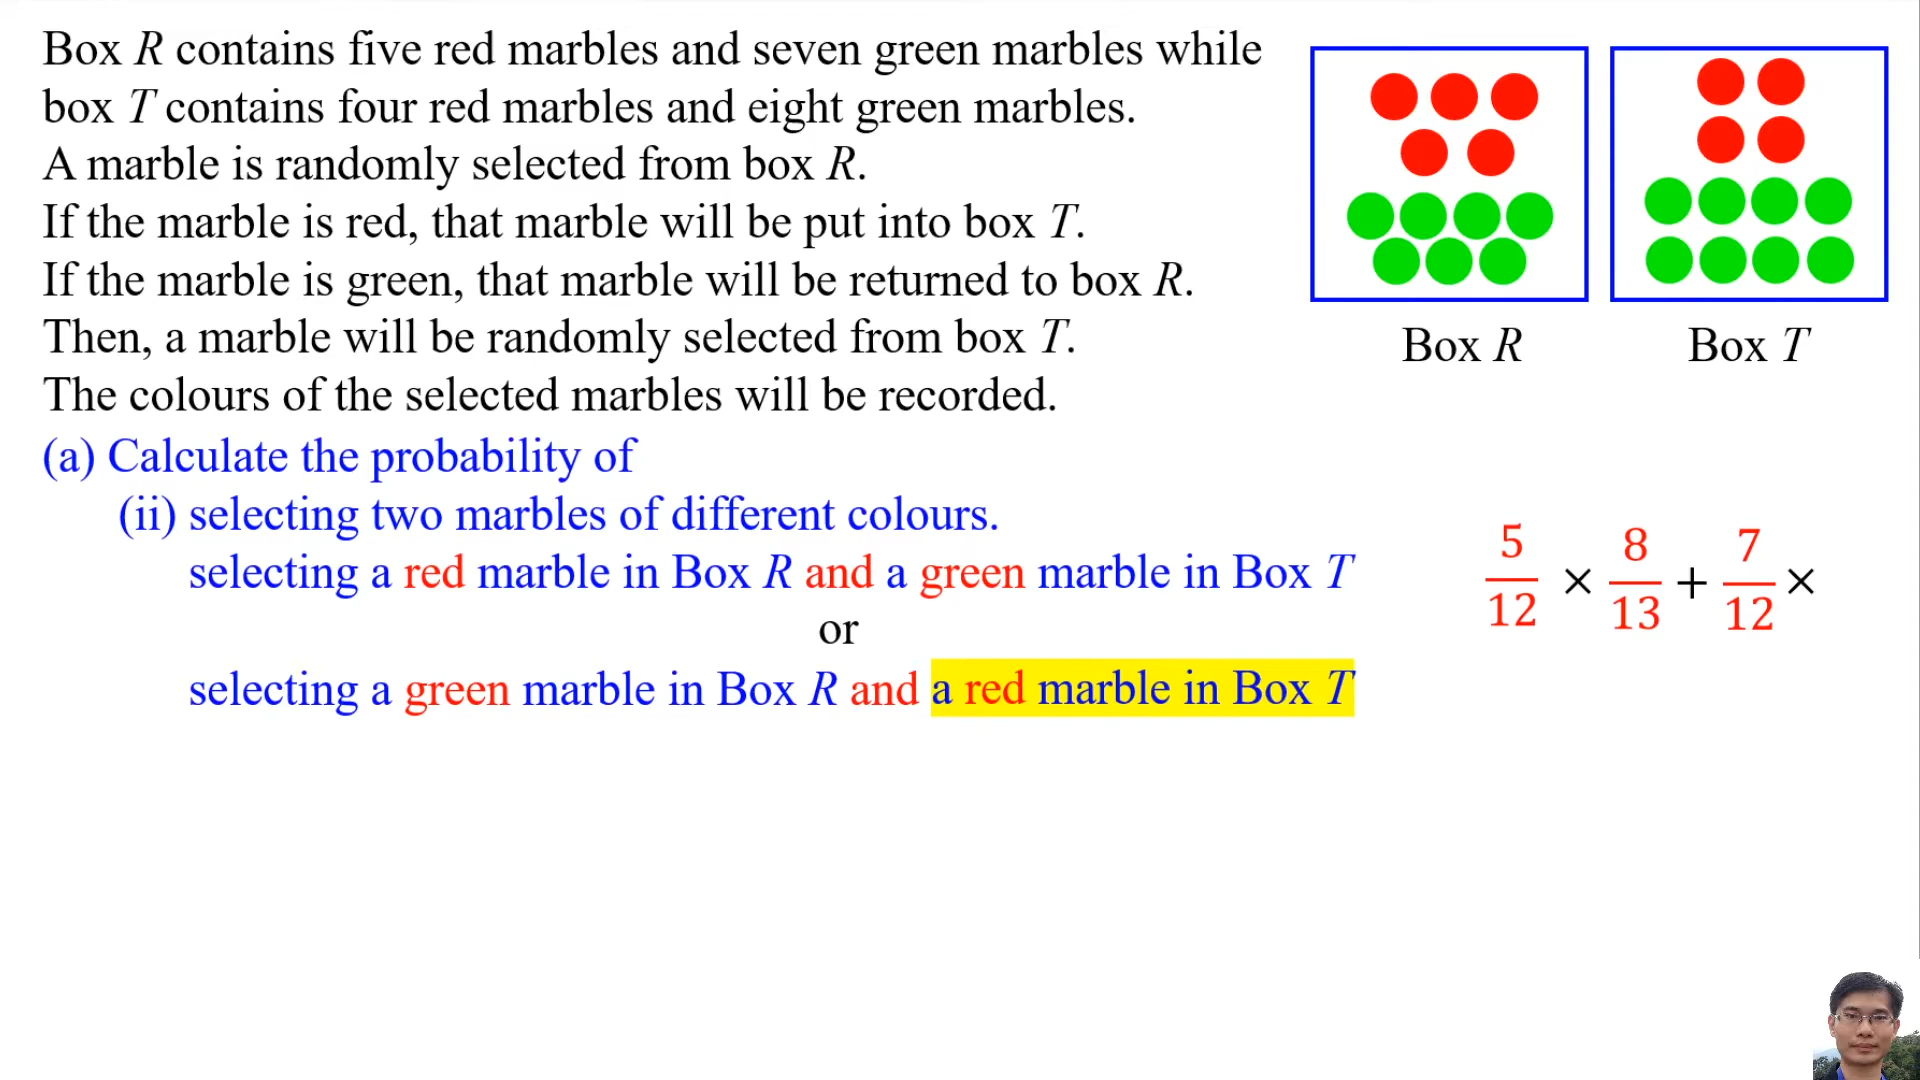 Box R contains five red marbles and seven green marbles while
box T contains four red marbles and eight green marbles.
A marble is randomly selected from box R.
If the marble is red, that marble will be put into box T.
If the marble is green, that marble will be returned to box R.
Then, a marble will be randomly selected from box T.
The colours of the selected marbles will be recorded.
Box R
Box T
(a) Calculate the probability of
(ii) selecting two marbles of different colours.
selecting a red marble in Box R and a green marble in Box T
or
selecting a green marble in Box R and a red marble in Box T
5/12 × 8/13 + 7/12 ×